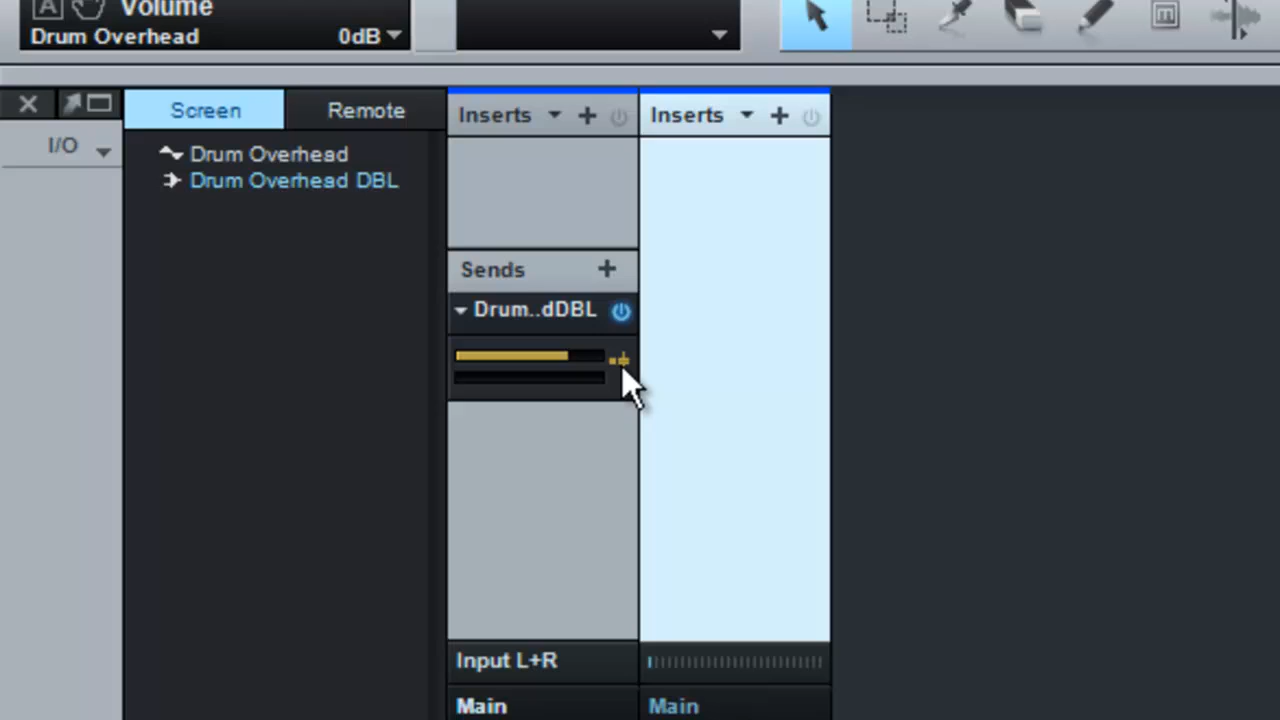 A Volume
Drum Overhead 0dB
Screen Remote Inserts Inserts
I/O
Drum Overhead
Drum Overhead DBL
Sends
Drum..dDBL
Input L+R
Main Main